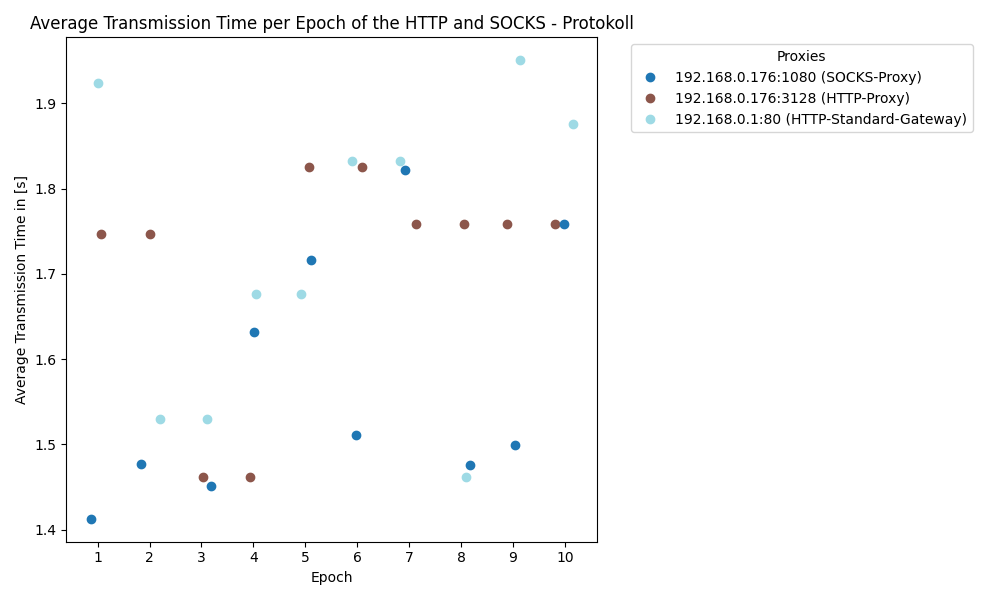 Average Transmission Time per Epoch of the HTTP and SOCKS - Protokoll
Proxies
192.168.0.176:1080 (SOCKS-Proxy)
192.168.0.176:3128 (HTTP-Proxy)
192.168.0.1:80 (HTTP-Standard-Gateway)
Average Transmission Time in [s]
1.9
1.8
1.7
1.6
1.5
1.4
1 2 3 4 5 6 7 8 9 10
Epoch